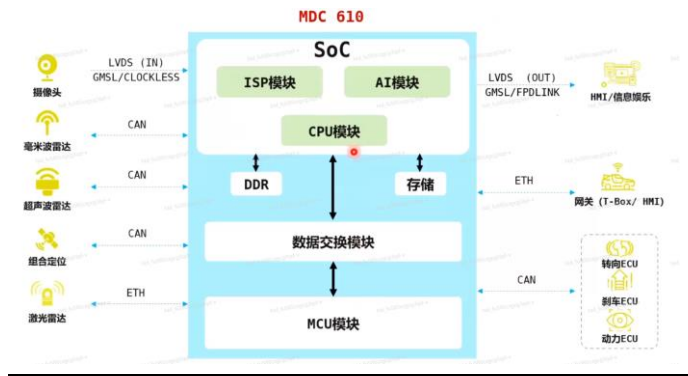 MDC 610
SoC
ISP模块
AI模块
CPU模块
DDR
存储
数据交换模块
MCU模块
LVDS (IN)
GMSL/CLOCKLESS
摄像头
CAN
毫米波雷达
CAN
超声波雷达
CAN
组合定位
ETH
激光雷达
LVDS (OUT)
GMSL/FPDLINK
HMI/信息娱乐
ETH
网关 (T-Box/ HMI)
CAN
转向ECU
刹车ECU
动力ECU